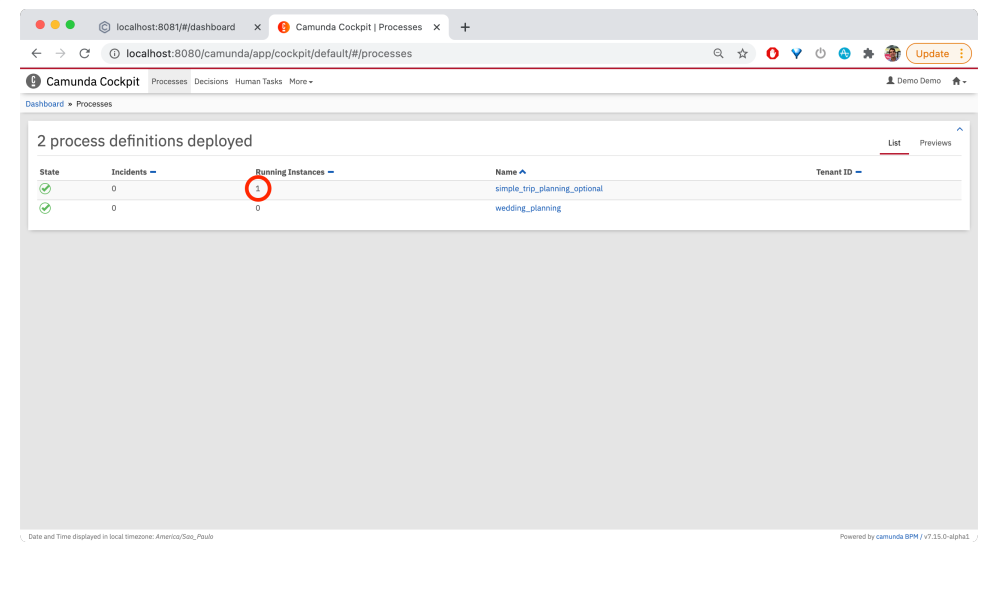 localhost:8081/#/dashboard
Camunda Cockpit | Processes
localhost:8080/camunda/app/cockpit/default/#/processes
Update
Camunda Cockpit Processes Decisions Human Tasks More
Demo Demo
Dashboard » Processes
2 process definitions deployed
List Previews
State Incidents Running Instances Name Tenant ID
0 1 simple_trip_planning_optional
0 0 wedding_planning
Date and Time displayed in local timezone: America/Sao_Paulo
Powered by camunda BPM / v7.15.0-alpha1